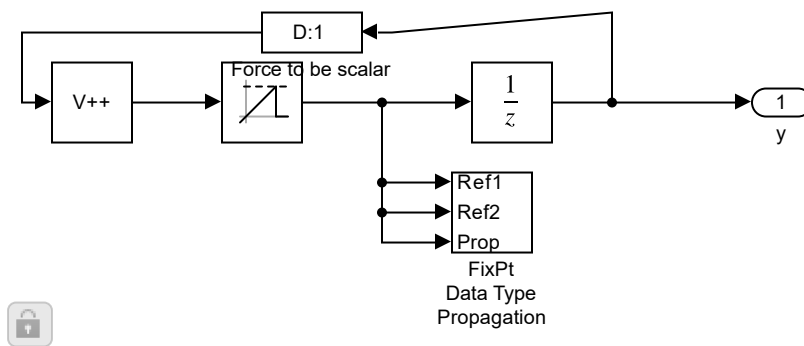 D:1
Force to be scalar
V++
1
z
1
y
Ref1
Ref2
Prop
FixPt
Data Type
Propagation